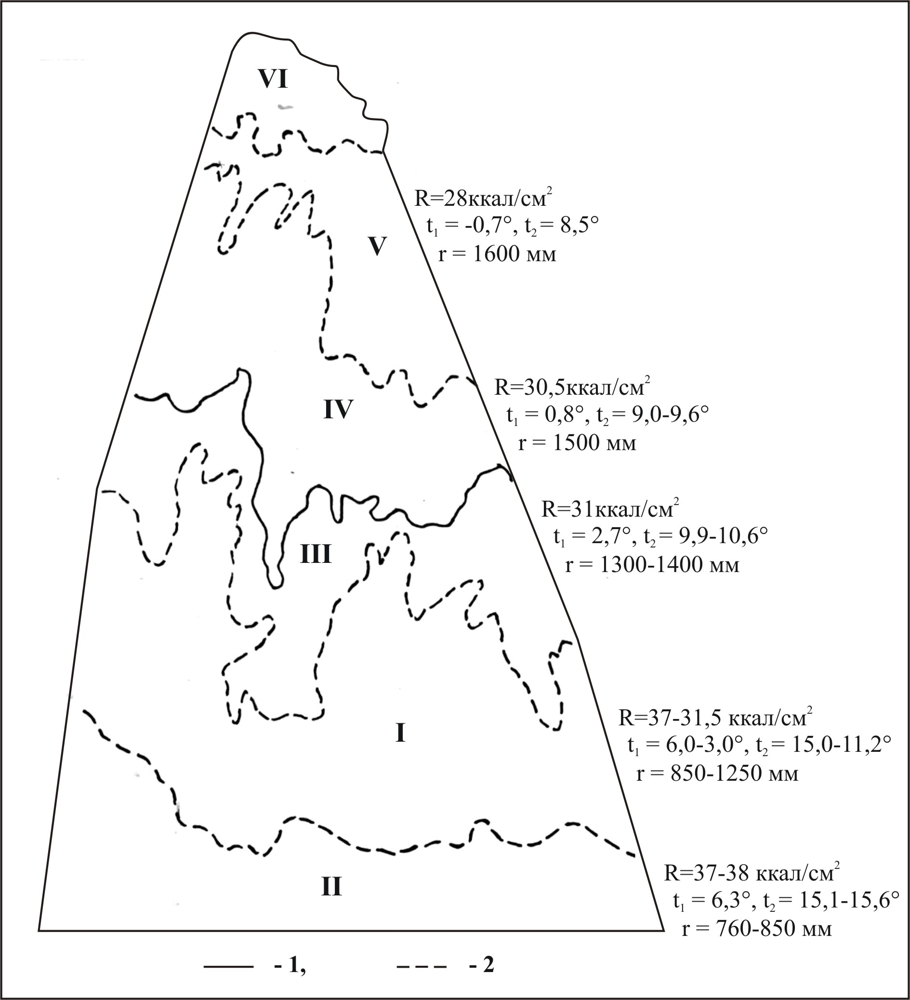 VI
R=28ккал/см²
t₁ = -0,7°, t₂ = 8,5°
r = 1600 мм
V
R=30,5ккал/см²
t₁ = 0,8°, t₂ = 9,0-9,6°
r = 1500 мм
IV
R=31ккал/см²
t₁ = 2,7°, t₂ = 9,9-10,6°
r = 1300-1400 мм
III
R=37-31,5 ккал/см²
t₁ = 6,0-3,0°, t₂ = 15,0-11,2°
r = 850-1250 мм
I
R=37-38 ккал/см²
t₁ = 6,3°, t₂ = 15,1-15,6°
r = 760-850 мм
II
- 1, - 2